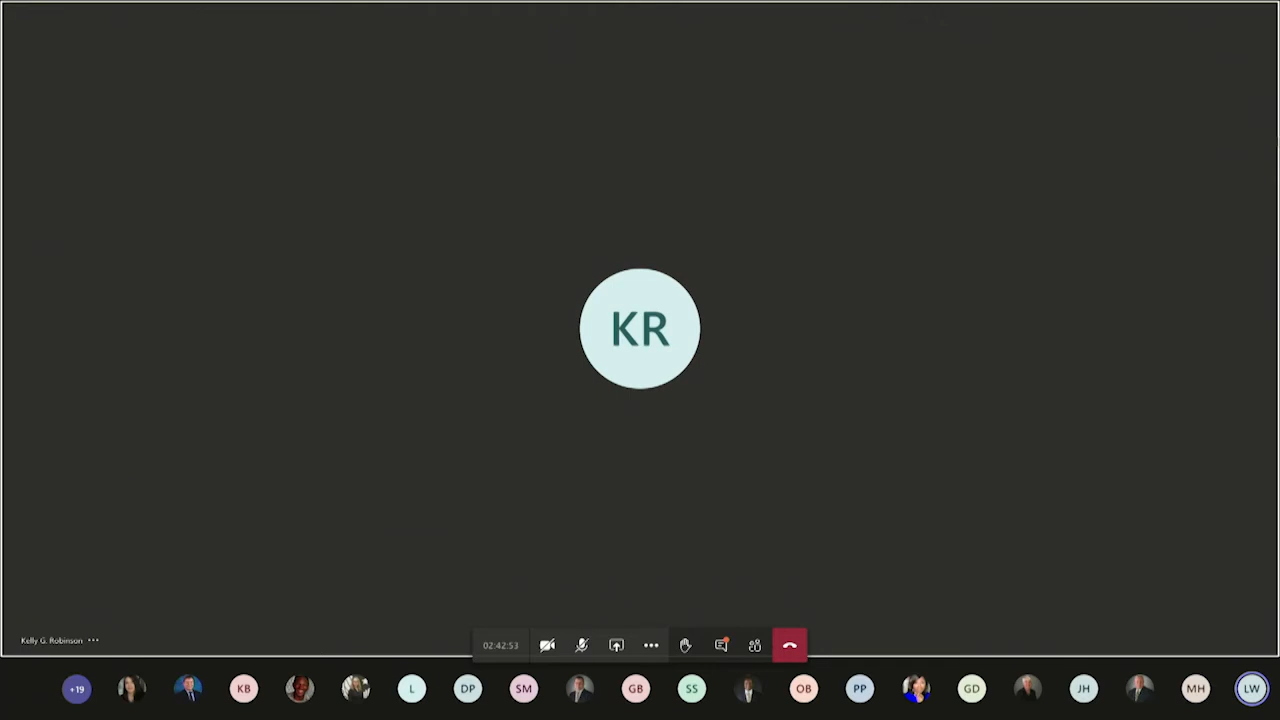 KR
Kelly G. Robinson
02:42:53
+19 KB L DP SM GB SS OB PP GD JH MH LW